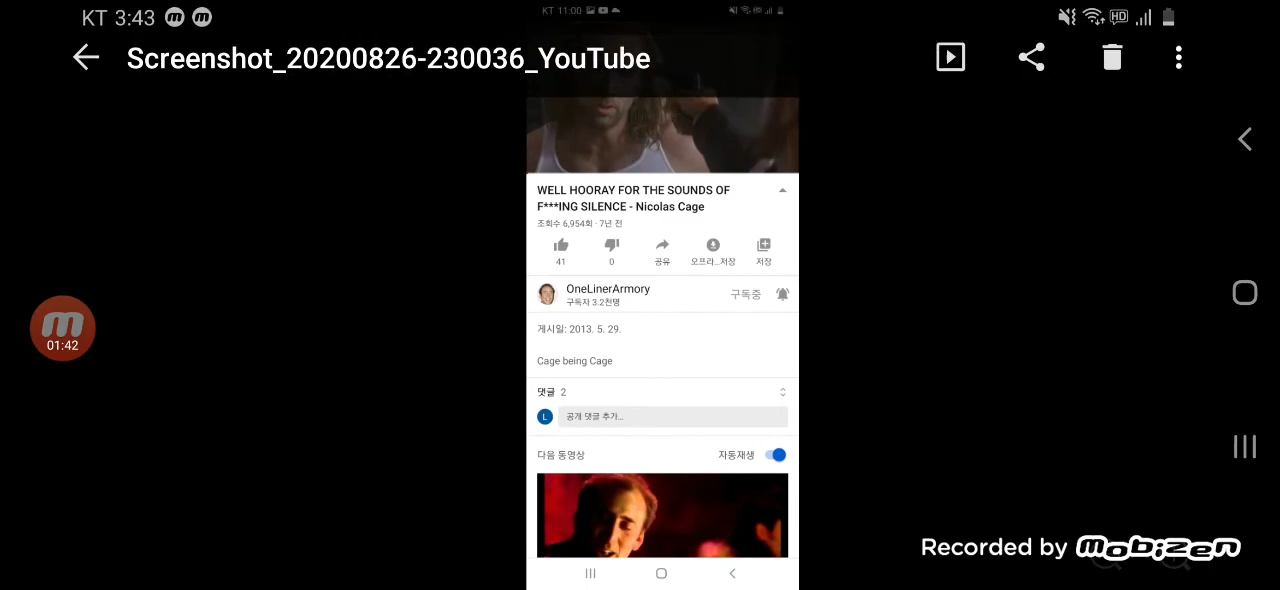 KT 3:43
KT 11:00
HD
Screenshot_20200826-230036_YouTube
WELL HOORAY FOR THE SOUNDS OF
F***ING SILENCE - Nicolas Cage
조회수 6,954회 · 7년 전
41 0 공유 오프라...저장 저장
OneLinerArmory
구독자 3.2천명
구독중
게시일: 2013. 5. 29.
01:42
Cage being Cage
댓글 2
L 공개 댓글 추가...
다음 동영상 자동재생
Recorded by mobizen